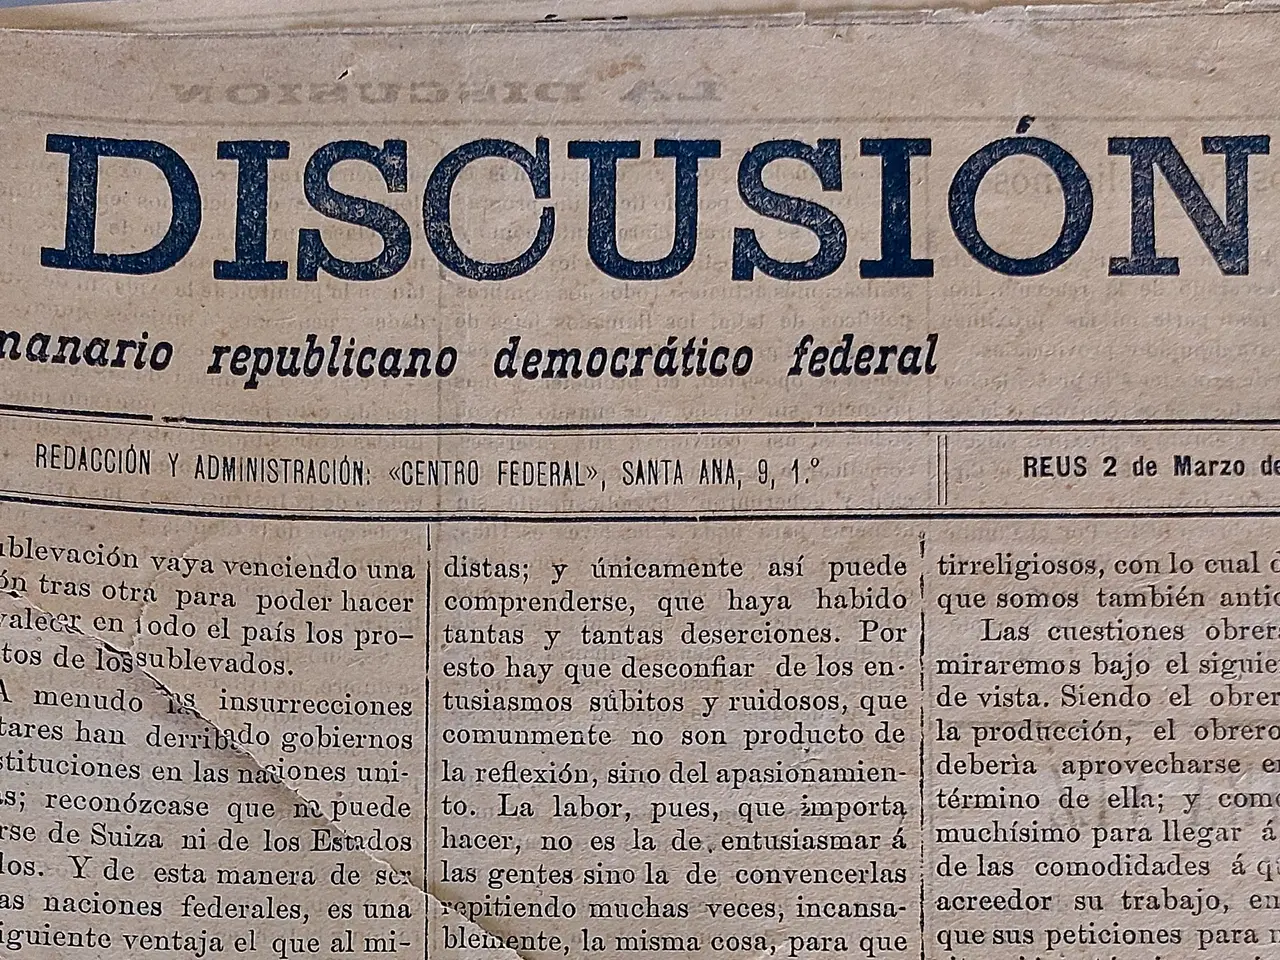 DISCUSIÓN
manario republicano democrático federal
REDACCIÓN Y ADMINISTRACIÓN: «CENTRO FEDERAL», SANTA ANA, 9, 1.º
REUS 2 de Marzo de
ublevación vaya venciendo una
ón tras otra para poder hacer
valecer en todo el país los pro-
tos de los sublevados.
A menudo las insurrecciones
tares han derribado gobiernos
stituciones en las naciones uni-
as; reconózcase que no puede
rse de Suiza ni de los Estados
dos. Y de esta manera de ser
as naciones federales, es una
iguiente ventaja el que al mi-
distas; y únicamente así puede
comprenderse, que haya habido
tantas y tantas deserciones. Por
esto hay que desconfiar de los en-
tusiasmos súbitos y ruidosos, que
comunmente no son producto de
la reflexión, sino del apasionamien-
to. La labor, pues, que importa
hacer, no es la de entusiasmar á
las gentes sino la de convencerlas
repitiendo muchas veces, incansa-
blemente, la misma cosa, para que
tirreligiosos, con lo cual
que somos también antic
Las cuestiones obrer
miraremos bajo el siguie
de vista. Siendo el obrer
la producción, el obrero
deberìa aprovecharse en
término de ella; y como
muchísimo para llegar á
de las comodidades á qu
acreedor su trabajo, en
que sus peticiones para